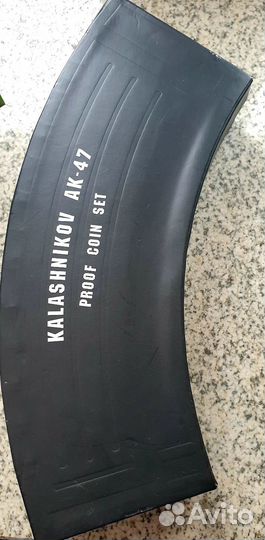 KALASHNIKOV AK-47
PROOF COIN SET
Avito